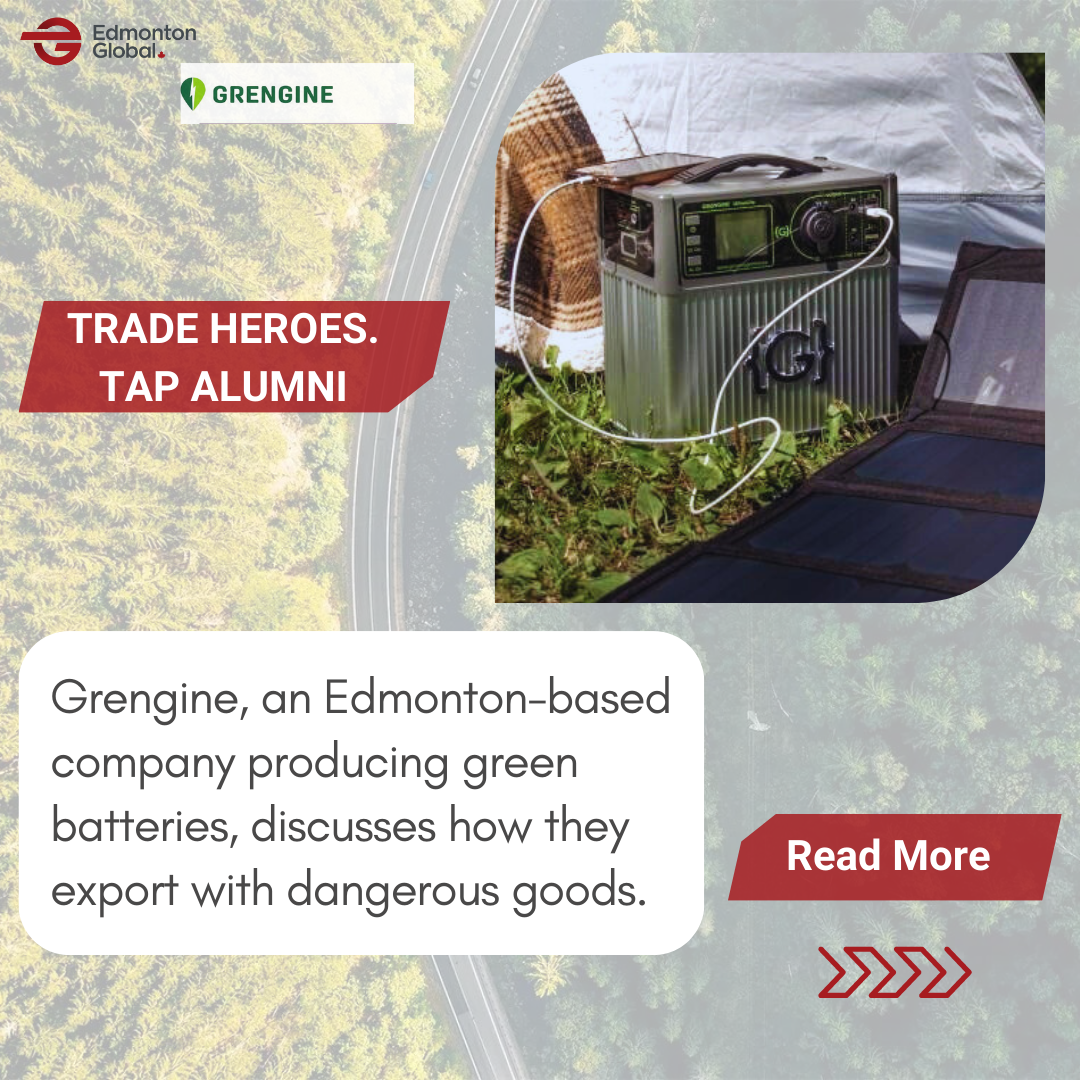 Edmonton
Global
GRENGINE
TRADE HEROES.
TAP ALUMNI
GRENGINE
{G}
{G}
Grengine, an Edmonton-based
company producing green
batteries, discusses how they
export with dangerous goods.
Read More